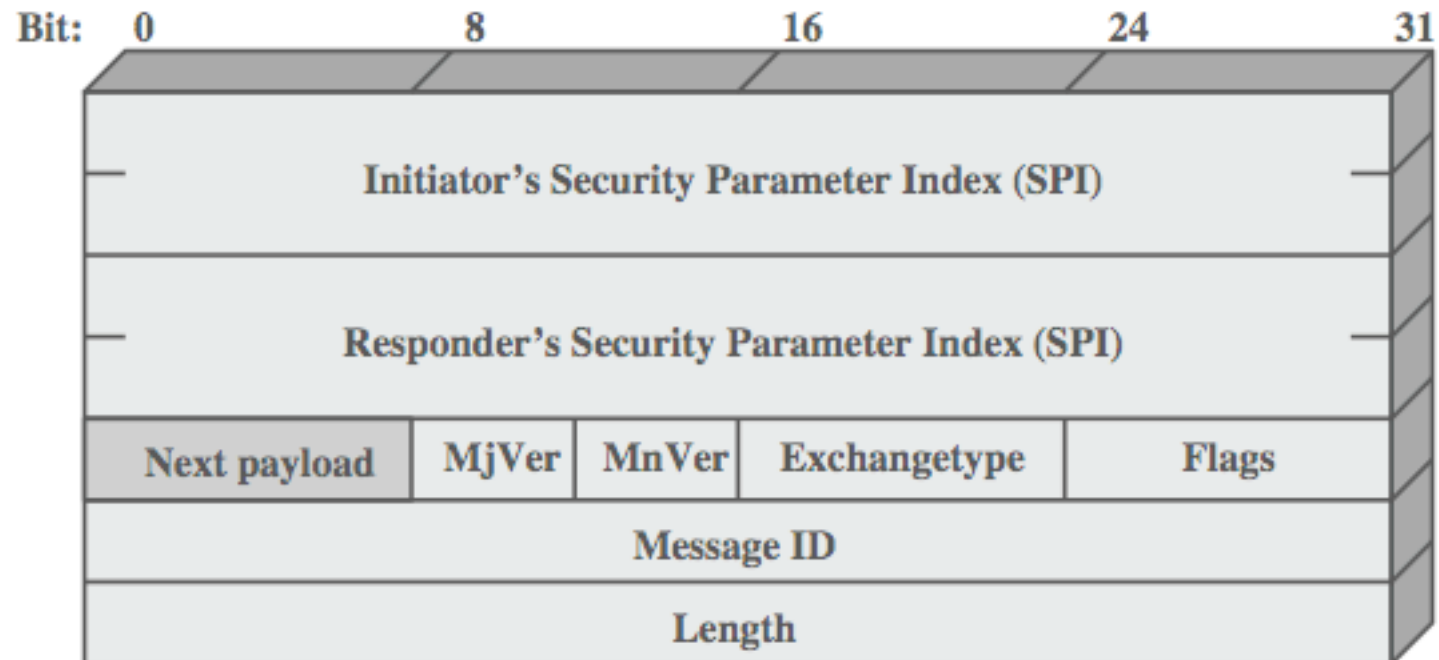 Bit: 0 8 16 24 31
Initiator’s Security Parameter Index (SPI)
Responder’s Security Parameter Index (SPI)
Next payload MjVer MnVer Exchangetype Flags
Message ID
Length